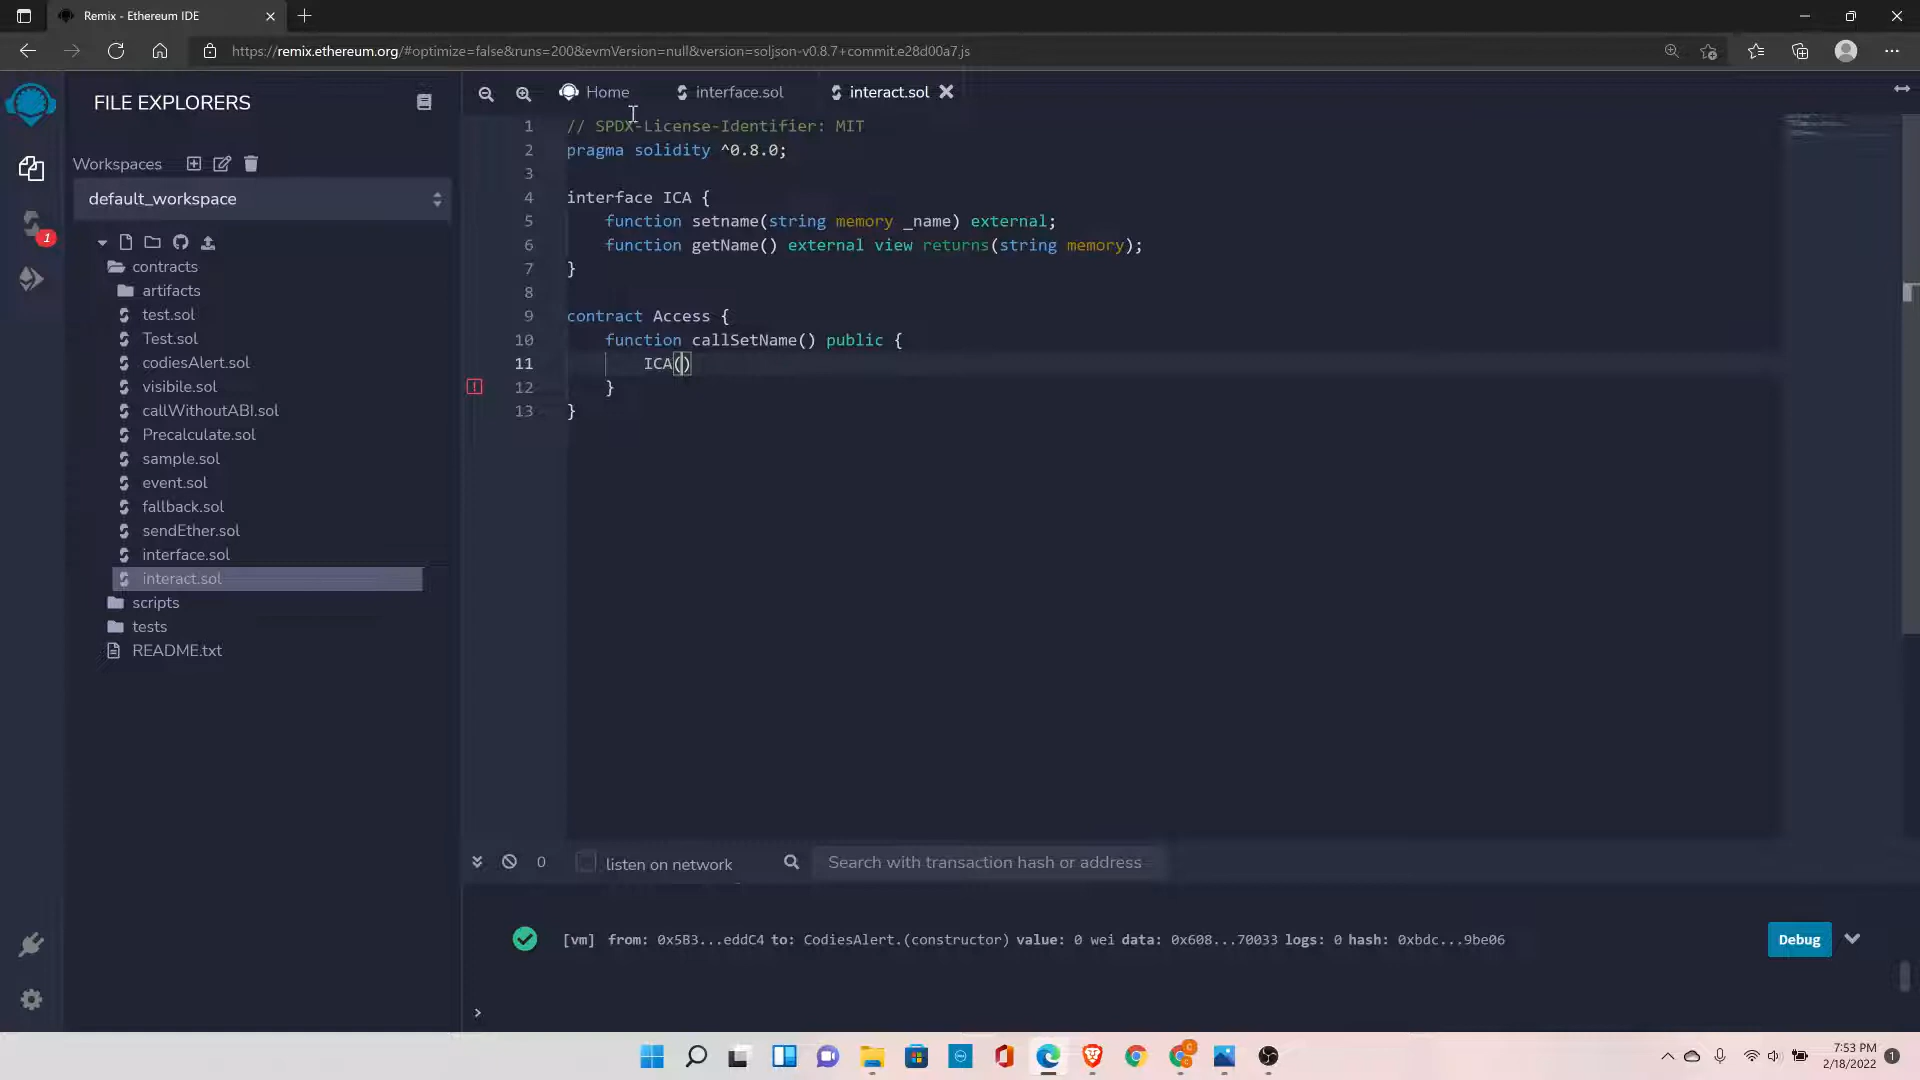 Remix - Ethereum IDE
https://remix.ethereum.org/#optimize=false&runs=200&evmVersion=null&version=soljson-v0.8.7+commit.e28d00a7.js
FILE EXPLORERS
Home
interface.sol
interact.sol
Workspaces
default_workspace
1
contracts
artifacts
test.sol
Test.sol
codiesAlert.sol
visibile.sol
callWithoutABI.sol
Precalculate.sol
sample.sol
event.sol
fallback.sol
sendEther.sol
interface.sol
interact.sol
scripts
tests
README.txt
1 // SPDX-License-Identifier: MIT
2 pragma solidity ^0.8.0;
3
4 interface ICA {
5 function setname(string memory _name) external;
6 function getName() external view returns(string memory);
7 }
8
9 contract Access {
10 function callSetName() public {
11 ICA()
12 }
13 }
0
listen on network
Search with transaction hash or address
[vm] from: 0x5B3...eddC4 to: CodiesAlert.(constructor) value: 0 wei data: 0x608...70033 logs: 0 hash: 0xbdc...9be06
Debug
>
7:53 PM
2/18/2022
1